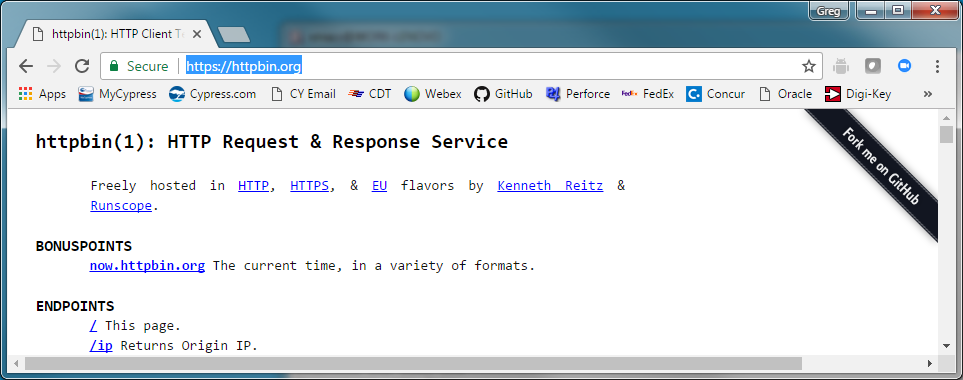 Greg
httpbin(1): HTTP Client T
Secure https://httpbin.org
Apps MyCypress Cypress.com CY Email CDT Webex GitHub Perforce FedEx FedEx Concur Oracle Digi-Key »
httpbin(1): HTTP Request & Response Service
Fork me on GitHub
Freely hosted in HTTP, HTTPS, & EU flavors by Kenneth Reitz &
Runscope.
BONUSPOINTS
now.httpbin.org The current time, in a variety of formats.
ENDPOINTS
/ This page.
/ip Returns Origin IP.